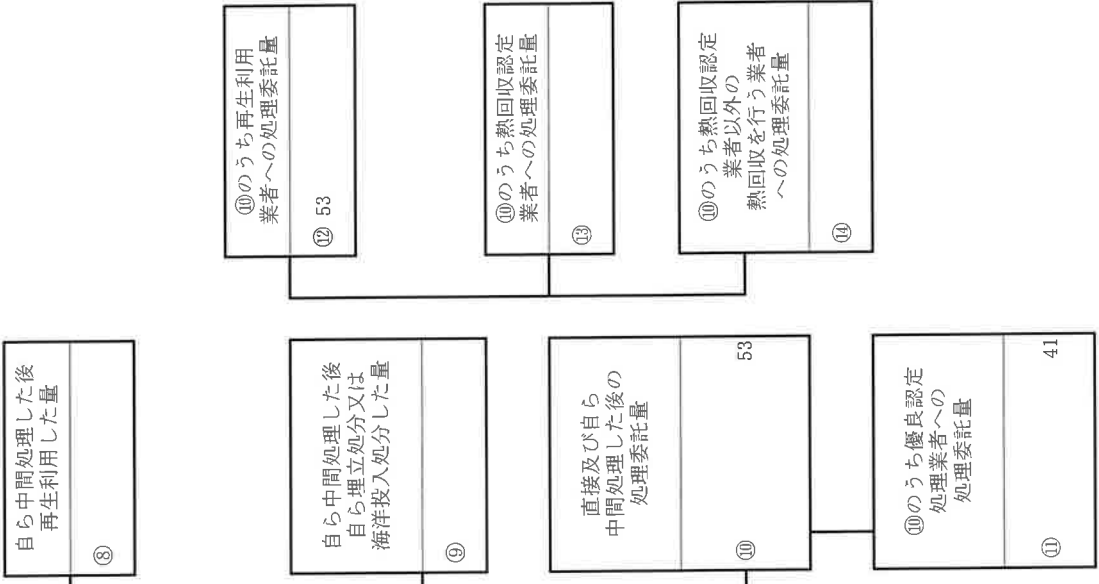 自ら中間処理した後
再生利用した量
⑧
自ら中間処理した後
自ら埋立処分又は
海洋投入処分した量
⑨
直接及び自ら
中間処理した後の
処理委託量
⑩ 53
⑩のうち優良認定
処理業者への
処理委託量
⑪ 41
⑩のうち再生利用
業者への処理委託量
⑫ 53
⑩のうち熱回収認定
業者への処理委託量
⑬
⑩のうち熱回収認定
業者以外の
熱回収を行う業者
への処理委託量
⑭